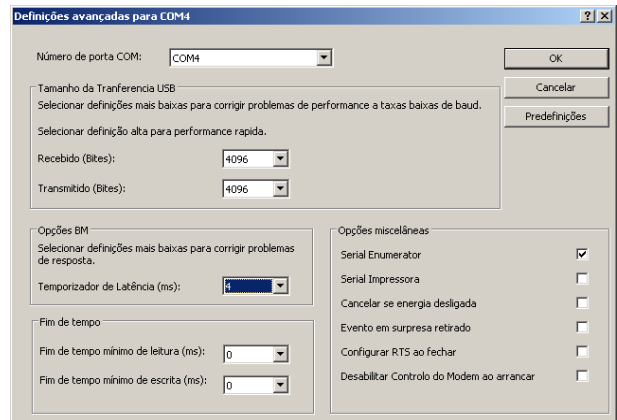 Definições avançadas para COM4
Número de porta COM: COM4
OK
Cancelar
Predefinições
Tamanho da Tranferencia USB
Selecionar definições mais baixas para corrigir problemas de performance a taxas baixas de baud.
Selecionar definição alta para performance rapida.
Recebido (Bites): 4096
Transmitido (Bites): 4096
Opções BM
Selecionar definições mais baixas para corrigir problemas
de resposta.
Temporizador de Latência (ms): 4
Fim de tempo
Fim de tempo mínimo de leitura (ms): 0
Fim de tempo mínimo de escrita (ms): 0
Opções miscelâneas
Serial Enumerator
Serial Impressora
Cancelar se energia desligada
Evento em surpresa retirado
Configurar RTS ao fechar
Desabilitar Controlo do Modem ao arrancar